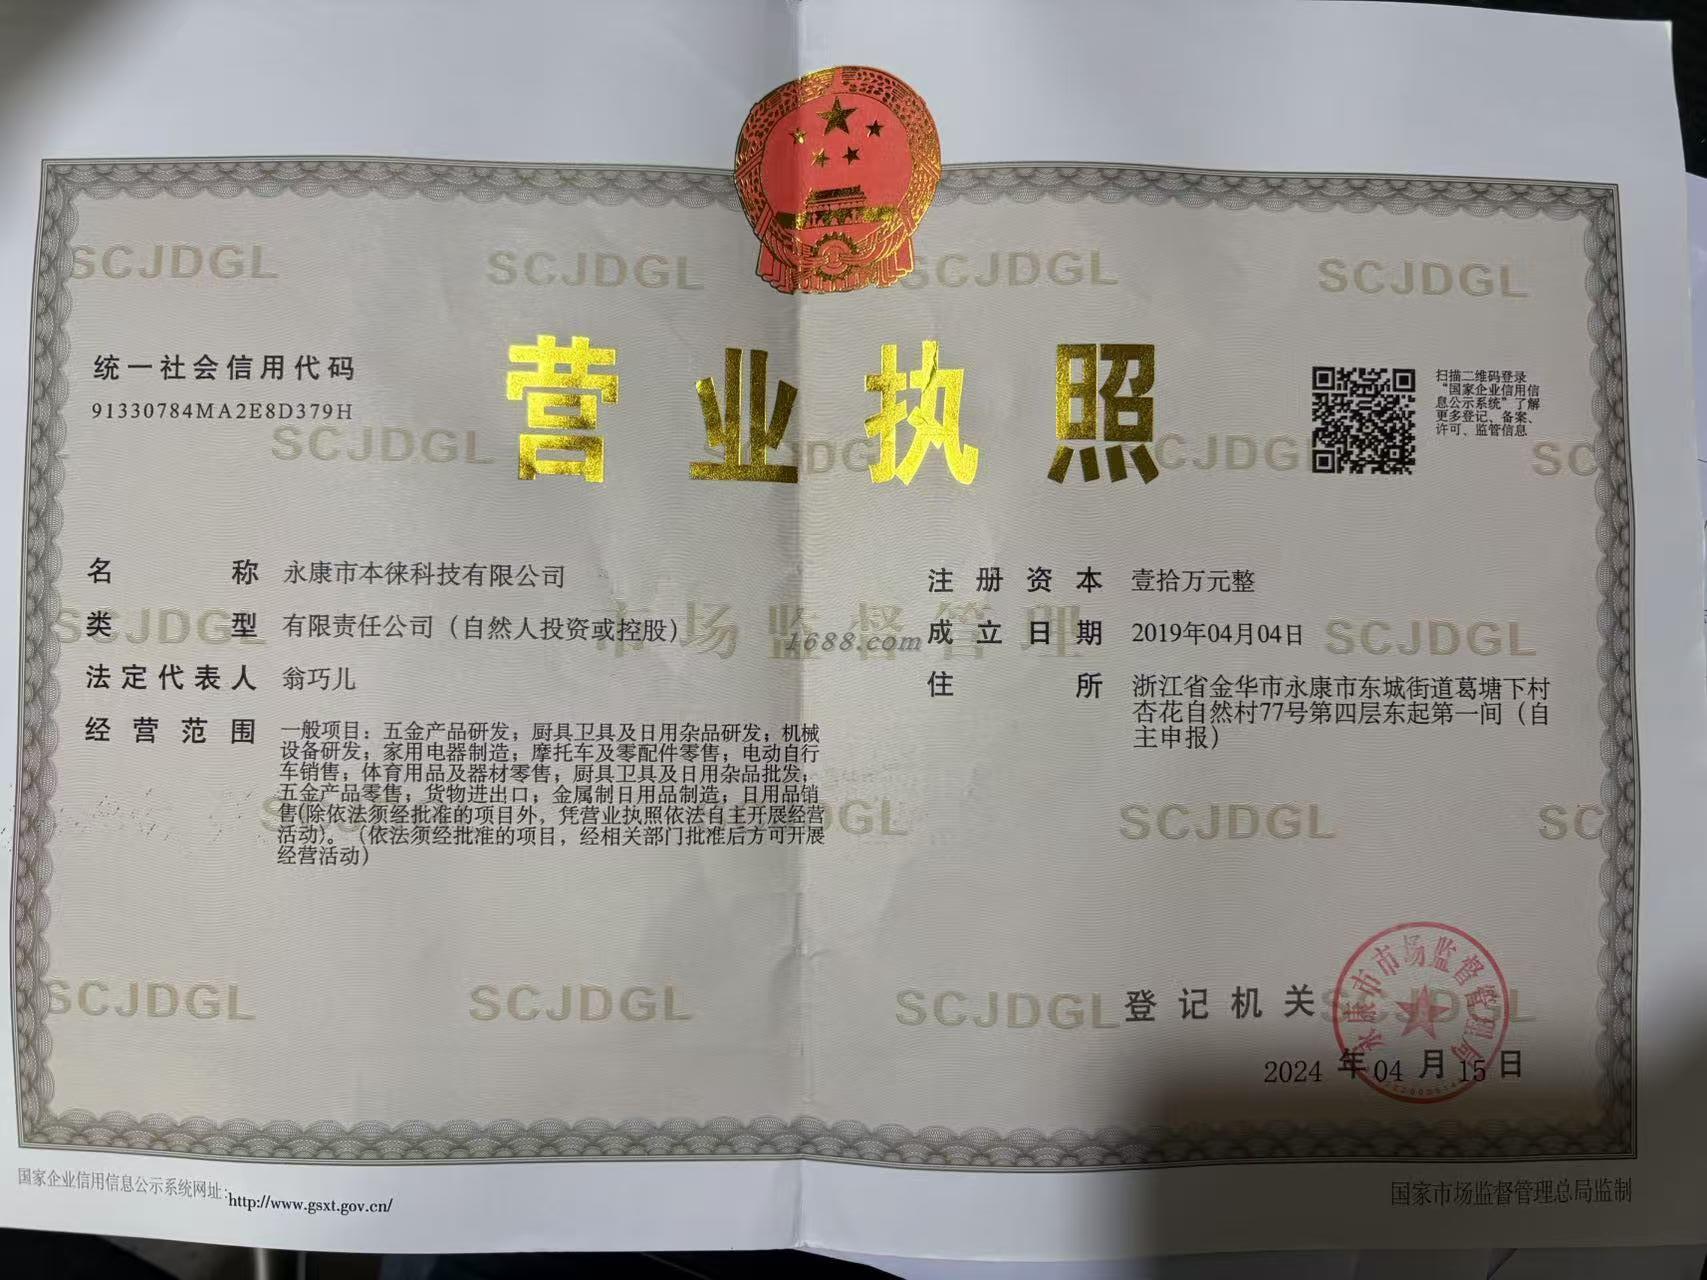 统一社会信用代码
91330784MA2E8D379H
营业执照
扫描二维码登录
“国家企业信用信
息公示系统”了解
更多登记、备案、
许可、监管信息
名称 永康市本徕科技有限公司
类型 有限责任公司（自然人投资或控股）
法定代表人 翁巧儿
经营范围 一般项目：五金产品研发；厨具卫具及日用杂品研发；机械
设备研发；家用电器制造；摩托车及零配件零售；电动自行
车销售；体育用品及器材零售；厨具卫具及日用杂品批发；
五金产品零售；货物进出口；金属制日用品制造；日用品销
售(除依法须经批准的项目外，凭营业执照依法自主开展经营
活动)。（依法须经批准的项目，经相关部门批准后方可开展
经营活动）
注册资本 壹拾万元整
成立日期 2019年04月04日
住所 浙江省金华市永康市东城街道葛塘下村
杏花自然村77号第四层东起第一间（自
主申报）
1688.com
市场监督管理
SCJDGL SCJDGL SCJDGL SCJDGL
登记机关
永康市市场监督管理局
2024年04月15日
国家企业信用信息公示系统网址：http://www.gsxt.gov.cn/
国家市场监督管理总局监制